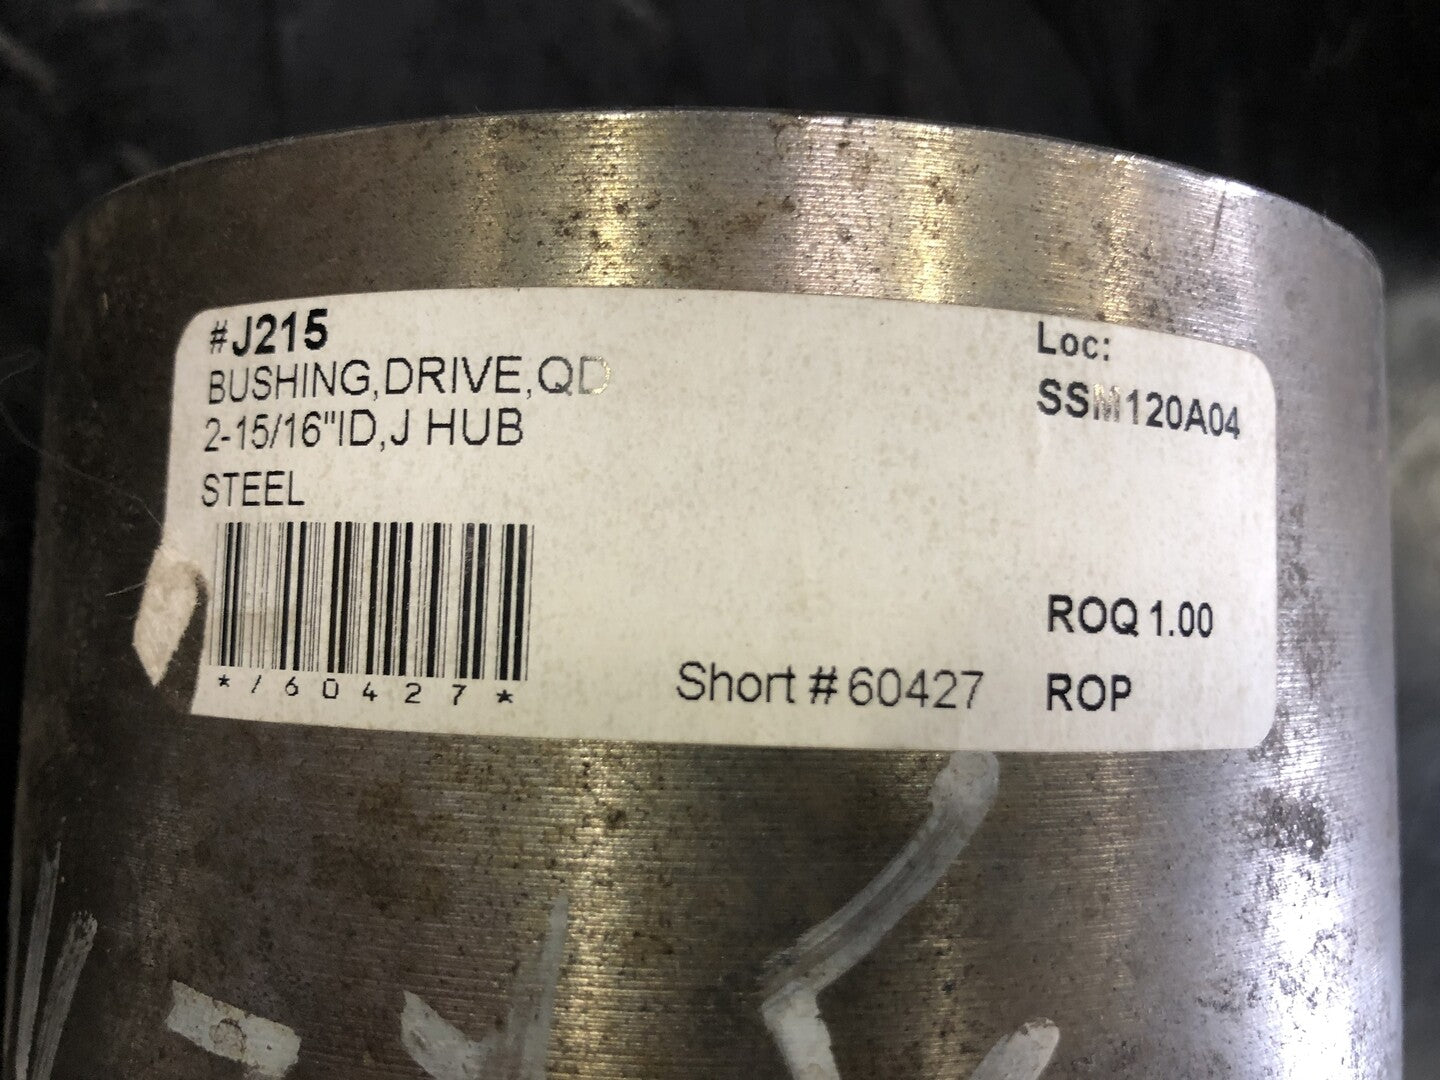 #J215
BUSHING,DRIVE,QD
2-15/16"ID,J HUB
STEEL
*/60427*
Short # 60427
Loc:
SSM120A04
ROQ 1.00
ROP